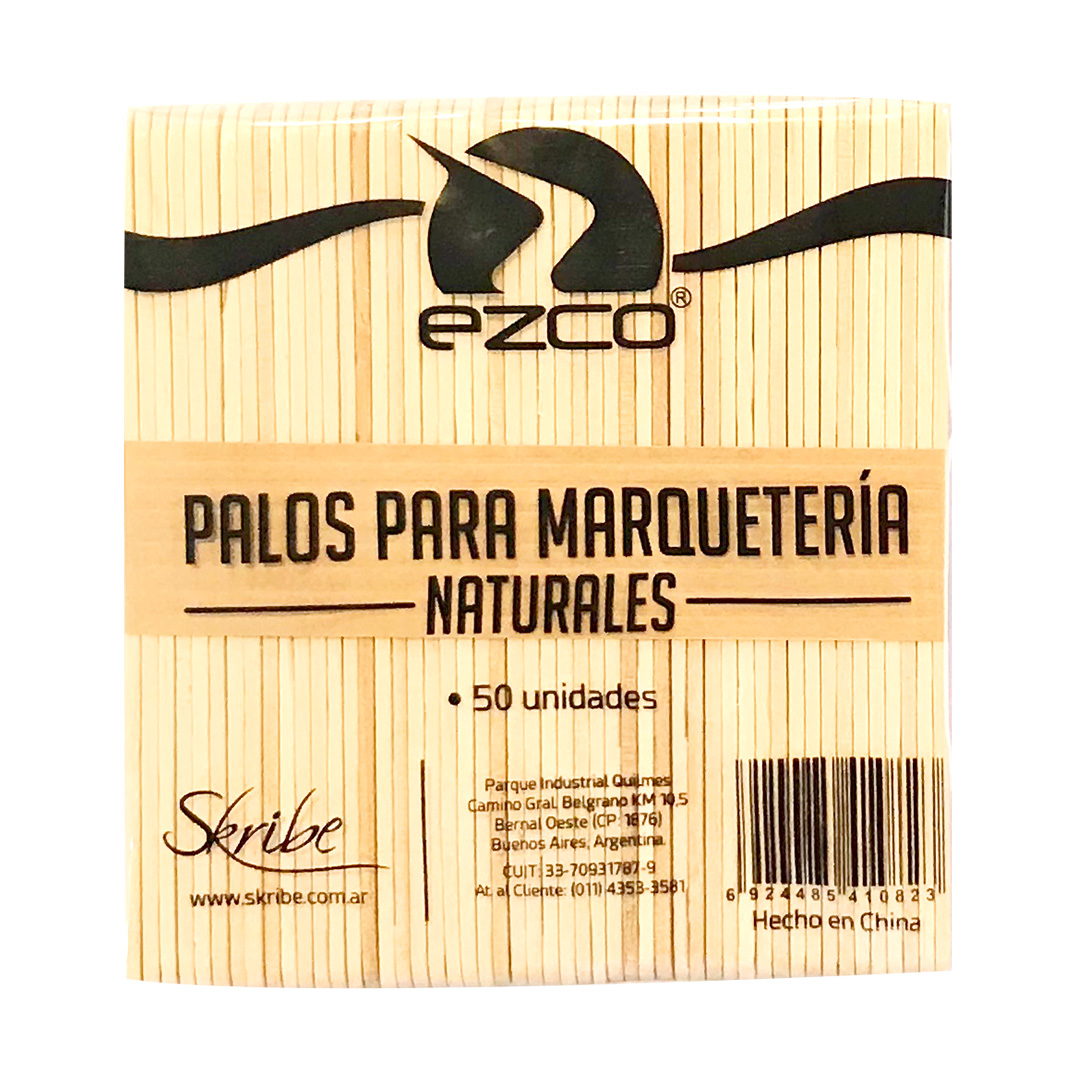 ezco®
PALOS PARA MARQUETERÍA
NATURALES
• 50 unidades
Skribe
www.skribe.com.ar
Parque Industrial Quilmes
Camino Gral. Belgrano KM 10,5
Bernal Oeste (CP: 1876)
Buenos Aires, Argentina.
CUIT: 33-70931787-9
At. al Cliente: (011) 4353-3581
6 924485 410823
Hecho en China